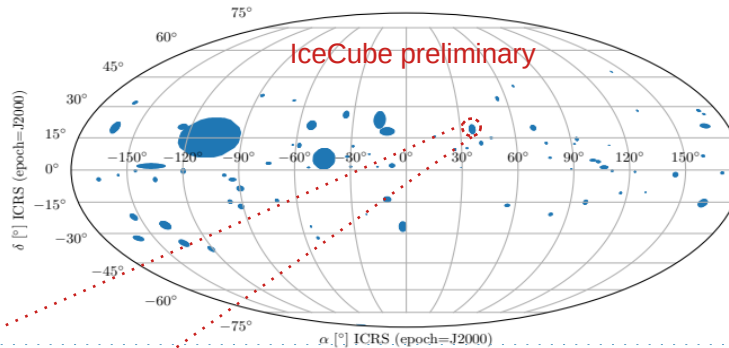 75°
60°
IceCube preliminary
45°
30°
15°
−150° −120° −90° −60° −30° 0° 30° 60° 90° 120° 150°
0°
−15°
−30°
−45°
−60°
−75°
δ [°] ICRS (epoch=J2000)
α [°] ICRS (epoch=J2000)